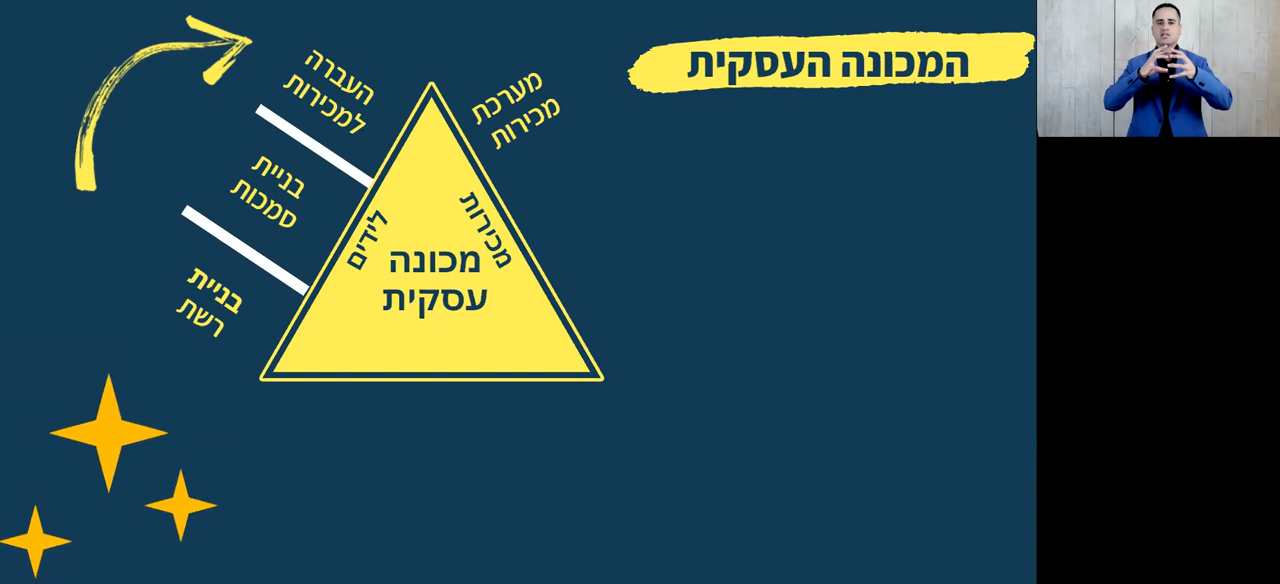 המכונה העסקית
מערכת
מכירות
העברה
למכירות
בניית
סמכות
בניית
רשת
מכירות
לידים
מכונה
עסקית